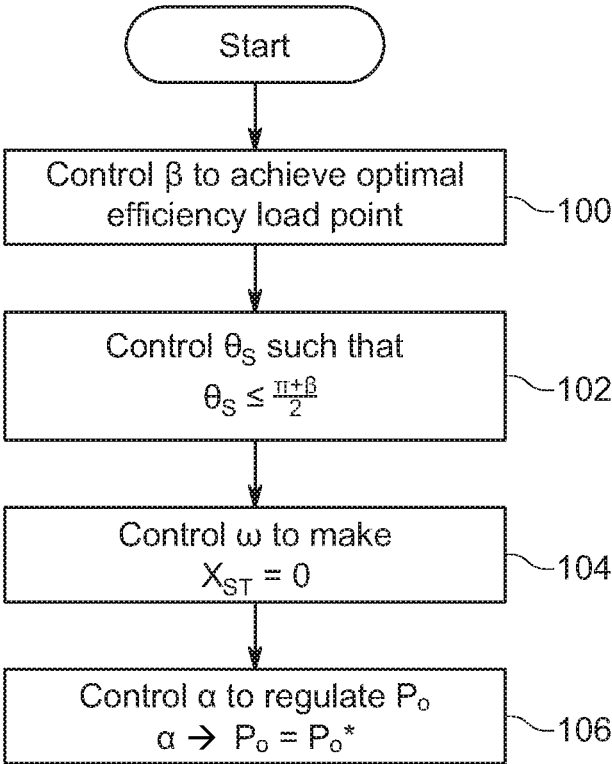 Start
Control β to achieve optimal
efficiency load point
100
Control θS such that
θS ≤ π+β/2
102
Control ω to make
XST = 0
104
Control α to regulate Po
α → Po = Po*
106